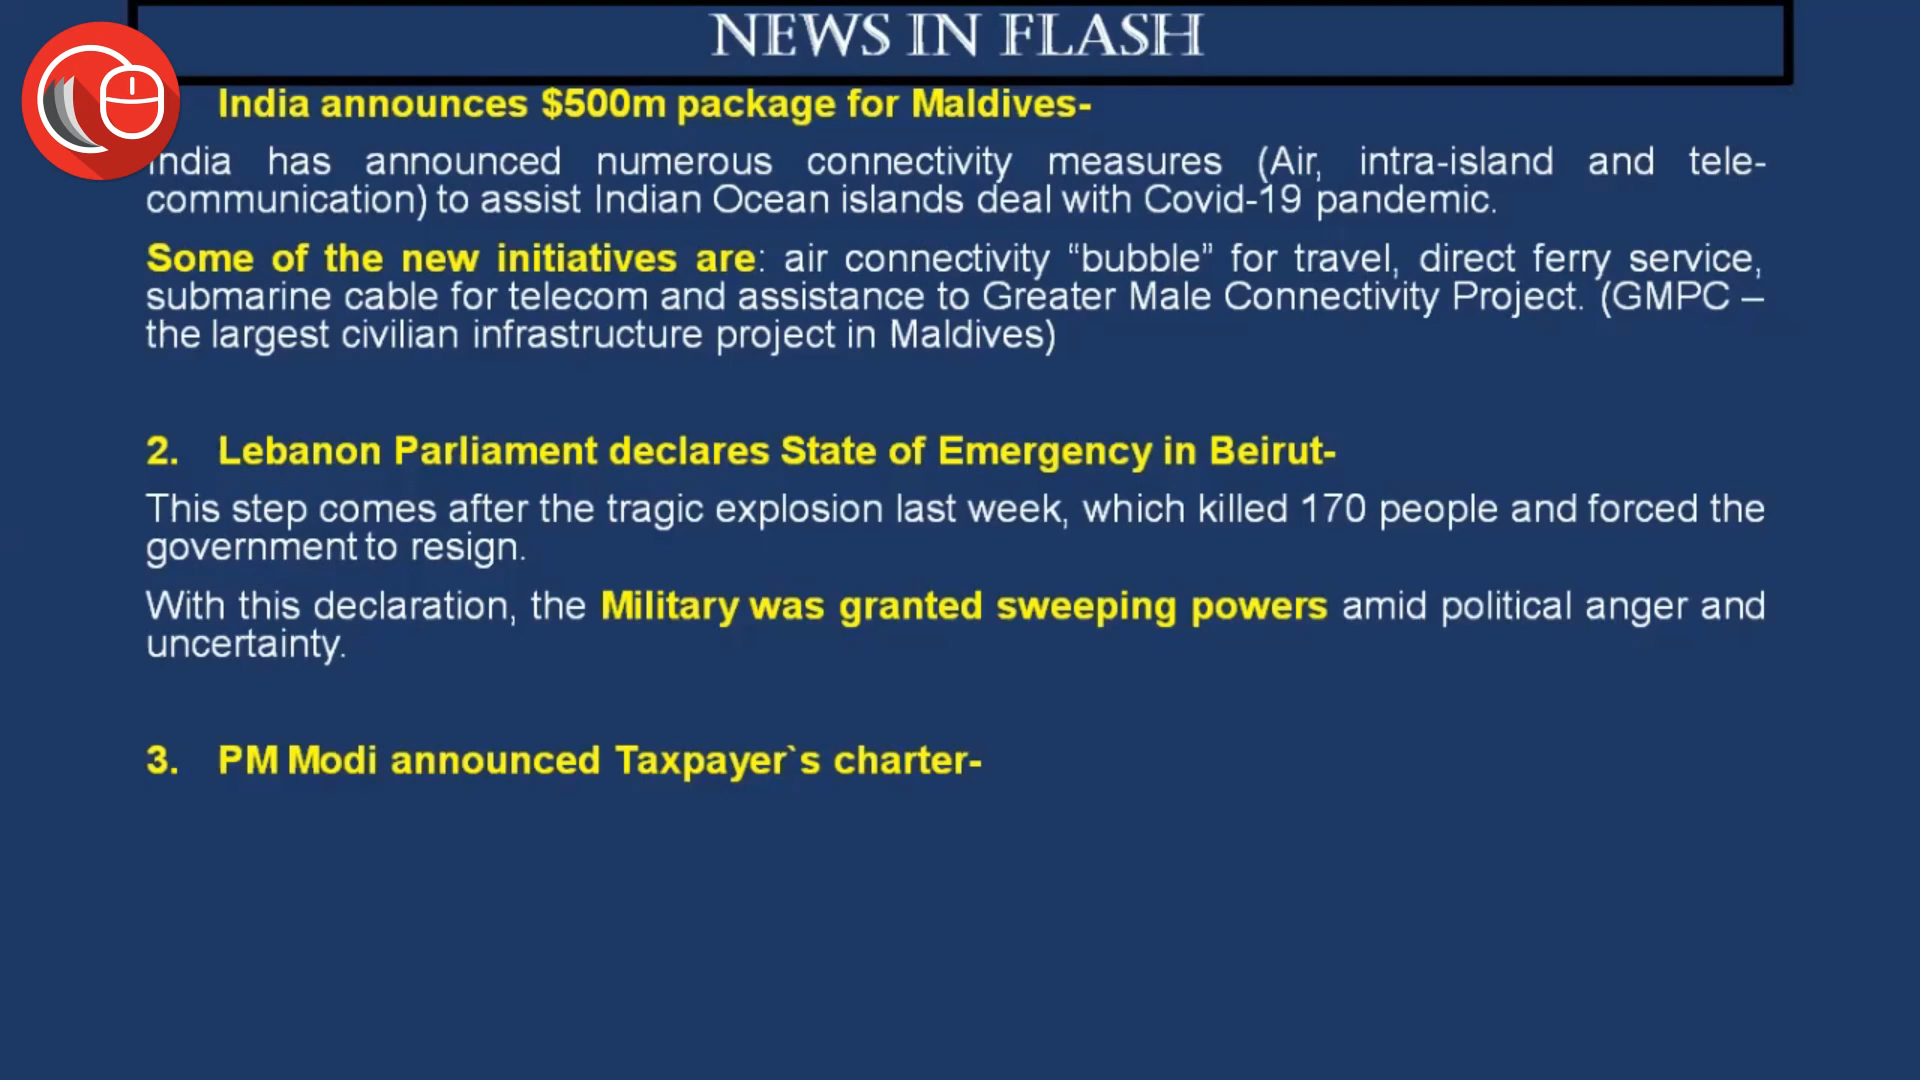 NEWS IN FLASH
India announces $500m package for Maldives-
India has announced numerous connectivity measures (Air, intra-island and tele-
communication) to assist Indian Ocean islands deal with Covid-19 pandemic.
Some of the new initiatives are: air connectivity “bubble” for travel, direct ferry service,
submarine cable for telecom and assistance to Greater Male Connectivity Project. (GMPC –
the largest civilian infrastructure project in Maldives)
2. Lebanon Parliament declares State of Emergency in Beirut-
This step comes after the tragic explosion last week, which killed 170 people and forced the
government to resign.
With this declaration, the Military was granted sweeping powers amid political anger and
uncertainty.
3. PM Modi announced Taxpayer`s charter-